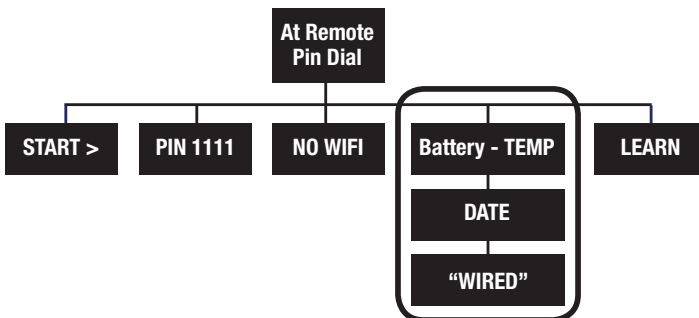 At Remote
Pin Dial
START >
PIN 1111
NO WIFI
Battery - TEMP
LEARN
DATE
“WIRED”